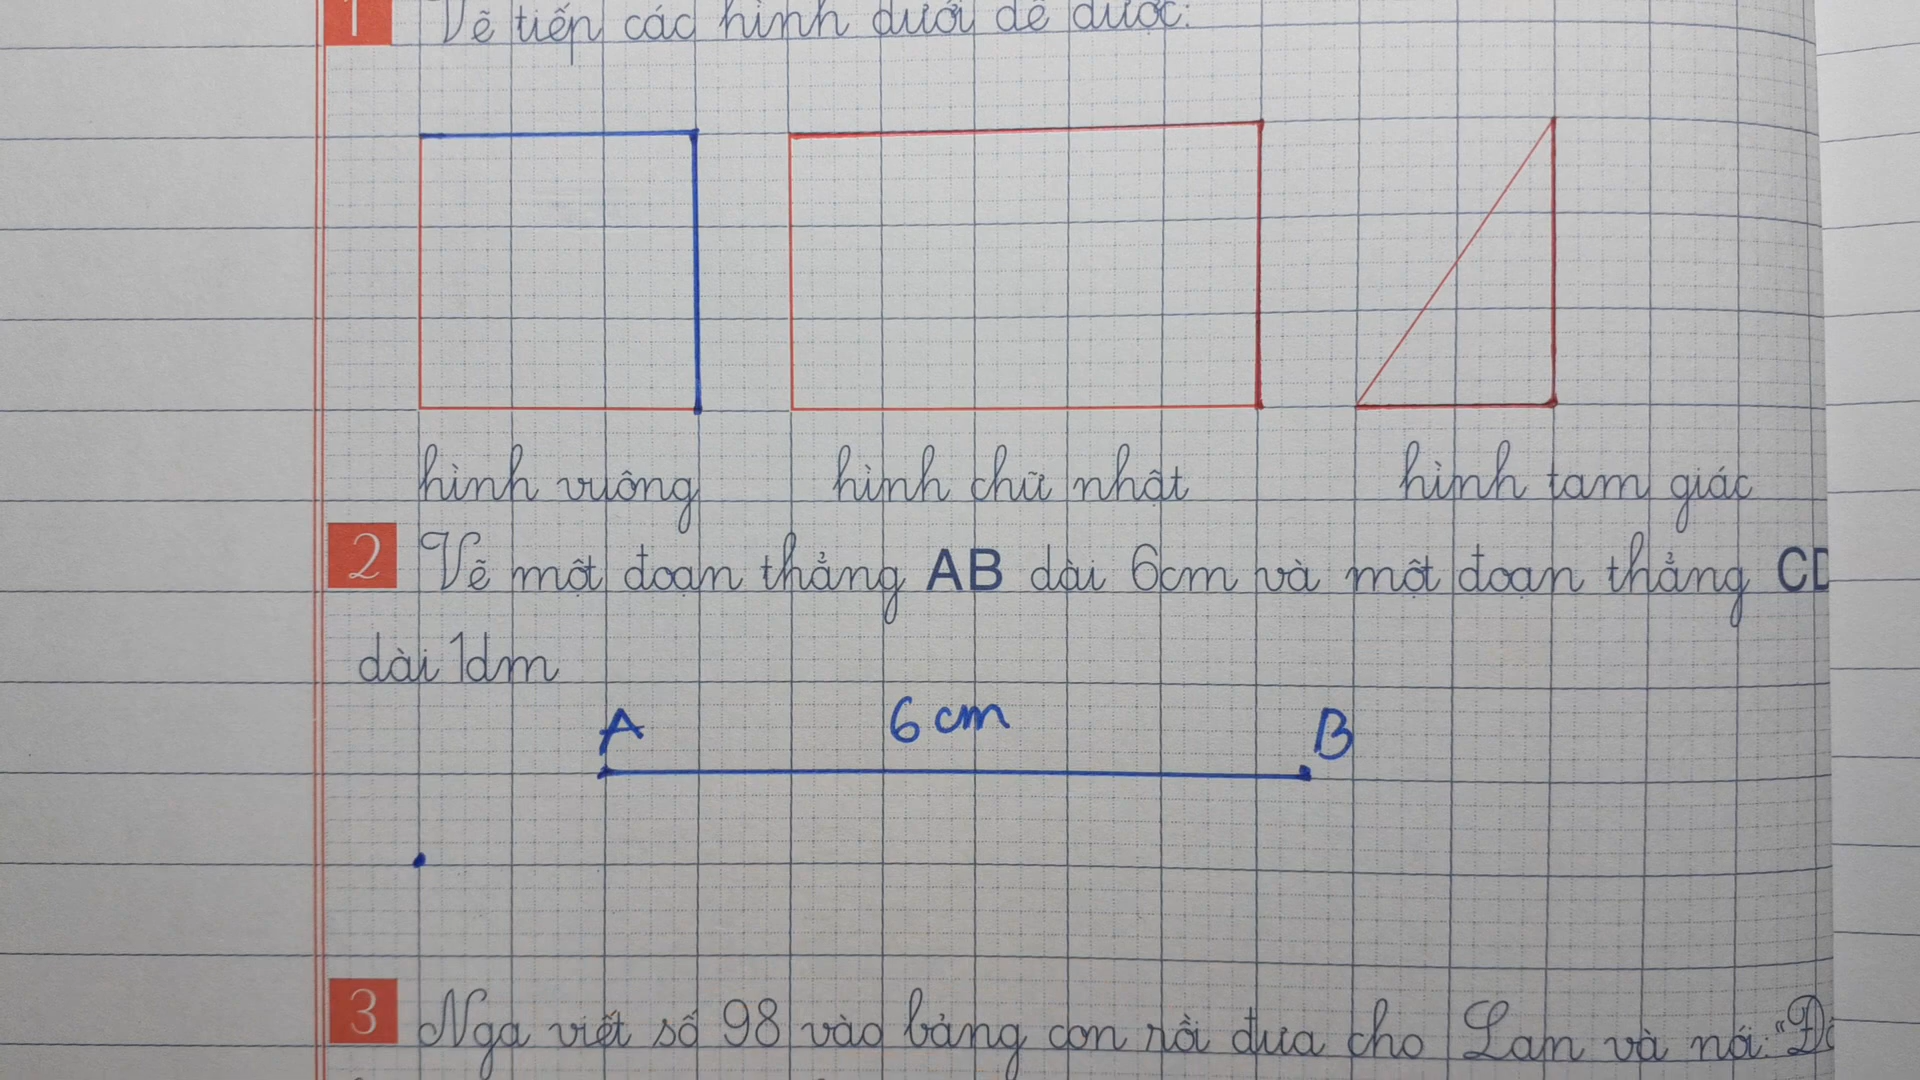 1 Vẽ tiếp các hình dưới để được:
hình vuông hình chữ nhật hình tam giác
2 Vẽ một đoạn thẳng AB dài 6cm và một đoạn thẳng CD
dài 1dm
A 6 cm B
3 Nga viết số 98 vào bảng con rồi đưa cho Lan và nói: "Đố